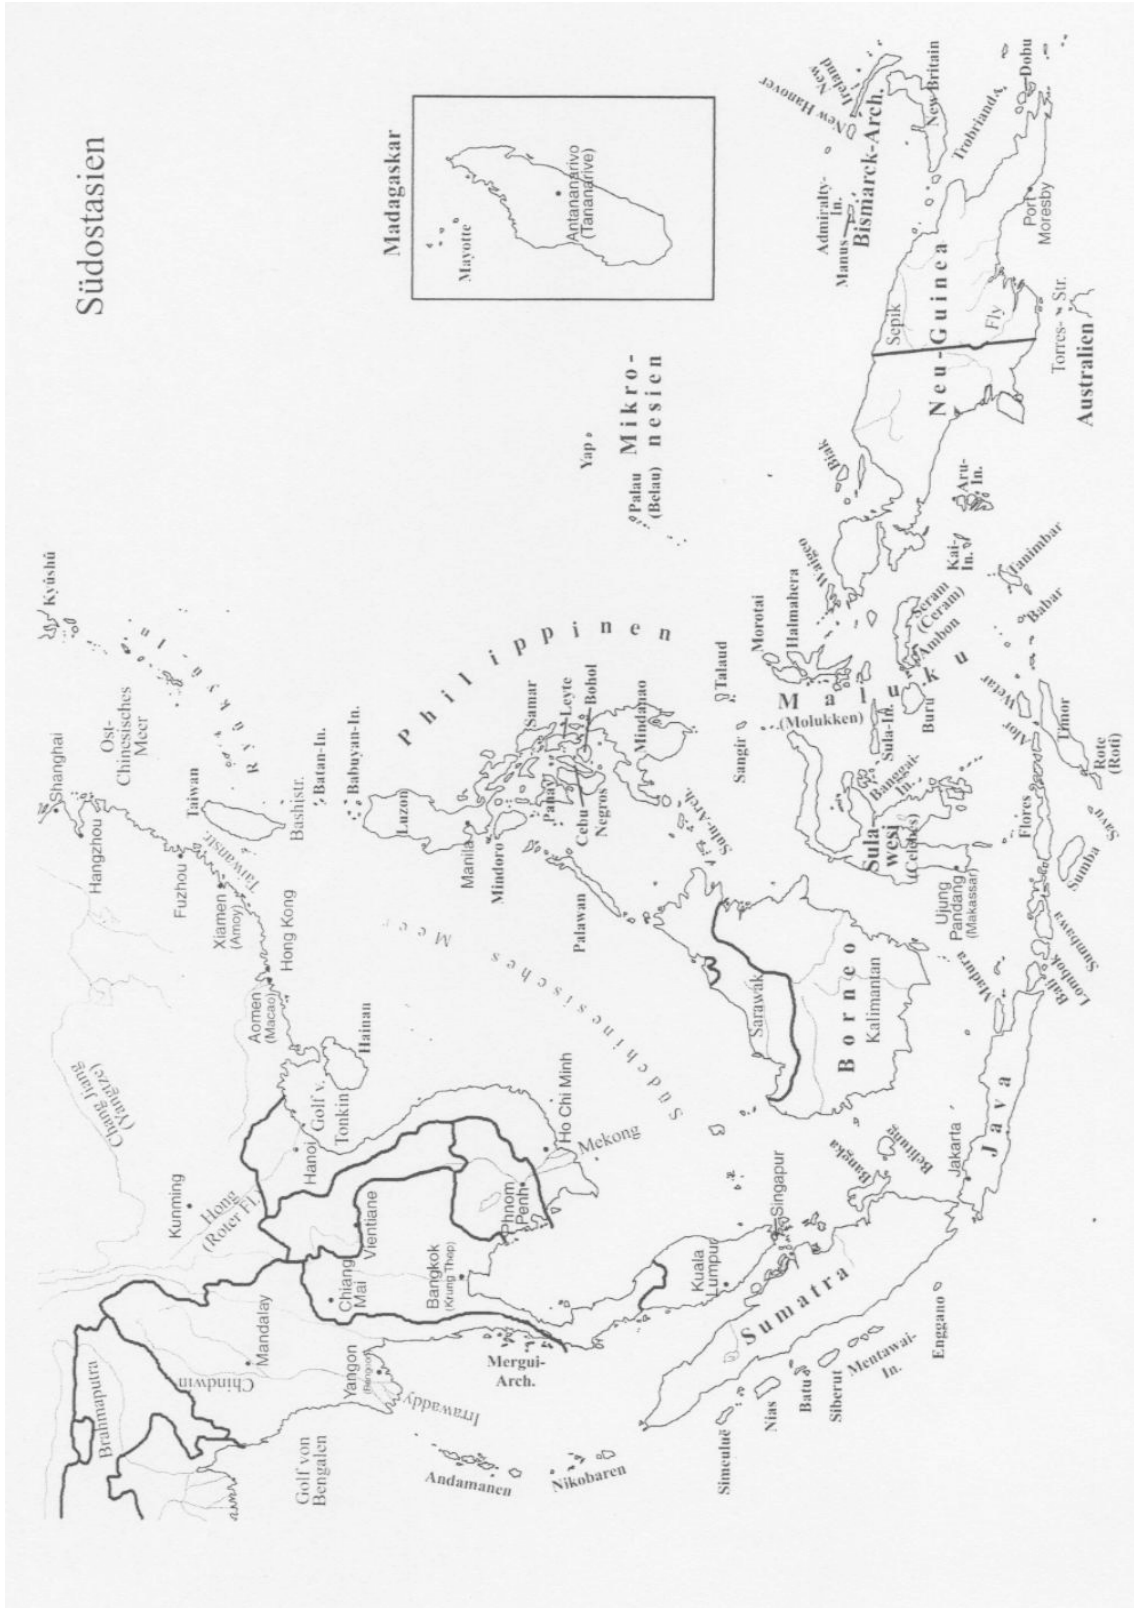 Südostasien
Madagaskar
Mayotte
Antananarivo
(Tananarive)
Brahmaputra
Chindwin
Mandalay
Golf von
Bengalen
Yangon
Irrawaddy
Andamanen
Nikobaren
Mergui-
Arch.
Chiang
Mai
Bangkok
(Krung Thep)
Vientiane
Phnom
Penh
Ho Chi Minh
Mekong
Hanoi
Golf v.
Tonkin
Hong
(Roter Fl.)
Kunming
Chang Jiang
(Yangtze)
Hainan
Aomen
(Macao)
Hong Kong
Xiamen
(Amoy)
Fuzhou
Taiwanstr.
Hangzhou
Shanghai
Ost-
Chinesisches
Meer
Taiwan
Bashistr.
Kyûshû
Ryûkyû-In.
Batan-In.
Babuyan-In.
Südchinesisches Meer
Philippinen
Luzon
Manila
Mindoro
Palawan
Panay
Cebu
Negros
Samar
Leyte
Bohol
Mindanao
Sulu-Arch.
Sangir
Talaud
Yap
Palau
(Belau)
Mikro-
nesien
Kuala
Lumpur
Singapur
Sumatra
Simeuluë
Nias
Batu
Siberut
Mentawai-
In.
Enggano
Bangka
Belitung
Jakarta
Java
Madura
Bali
Lombok
Sumbawa
Sumba
Flores
Savu
Rote
(Roti)
Timor
Alor
Wetar
Babar
Tanimbar
Sarawak
Borneo
Kalimantan
Sula
wesi
(Celebes)
Ujung
Pandang
(Makassar)
Banggai-
In.
Sula-In.
Maluku
(Molukken)
Morotai
Halmahera
Waigeo
Buru
Ambon
Seram
(Ceram)
Kai-
In.
Aru-
In.
Biak
Neu-Guinea
Sepik
Fly
Torres-Str.
Australien
Port
Moresby
Admiralty-
In.
Manus
Bismarck-Arch.
New Hanover
New
Ireland
New Britain
Trobriand
Dobu